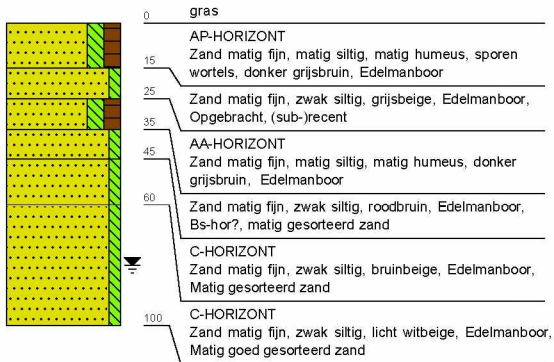 0
gras
AP-HORIZONT
Zand matig fijn, matig siltig, matig humeus, sporen
wortels, donker grijsbruin, Edelmanboor
15
Zand matig fijn, zwak siltig, grijsbeige, Edelmanboor,
Opgebracht, (sub-)recent
25
AA-HORIZONT
Zand matig fijn, matig siltig, matig humeus, donker
grijsbruin, Edelmanboor
35
Zand matig fijn, zwak siltig, roodbruin, Edelmanboor,
Bs-hor?, matig gesorteerd zand
45
C-HORIZONT
Zand matig fijn, zwak siltig, bruinbeige, Edelmanboor,
Matig gesorteerd zand
60
C-HORIZONT
Zand matig fijn, zwak siltig, licht witbeige, Edelmanboor,
Matig goed gesorteerd zand
100